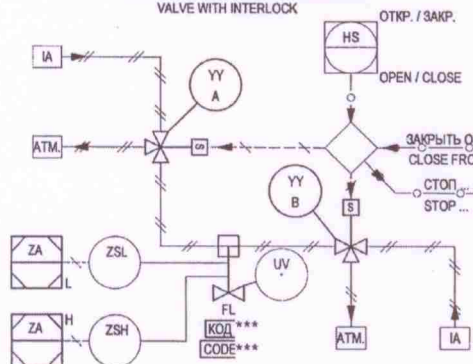 VALVE WITH INTERLOCK
HS
ОТКР. / ЗАКР.
OPEN / CLOSE
IA
YY
A
S
ATM.
ЗАКРЫТЬ
CLOSE
СТОП ...
STOP ...
YY
B
S
ZA
L
ZSL
UV
*
ZA
H
ZSH
FL
КОД ***
CODE ***
ATM.
IA